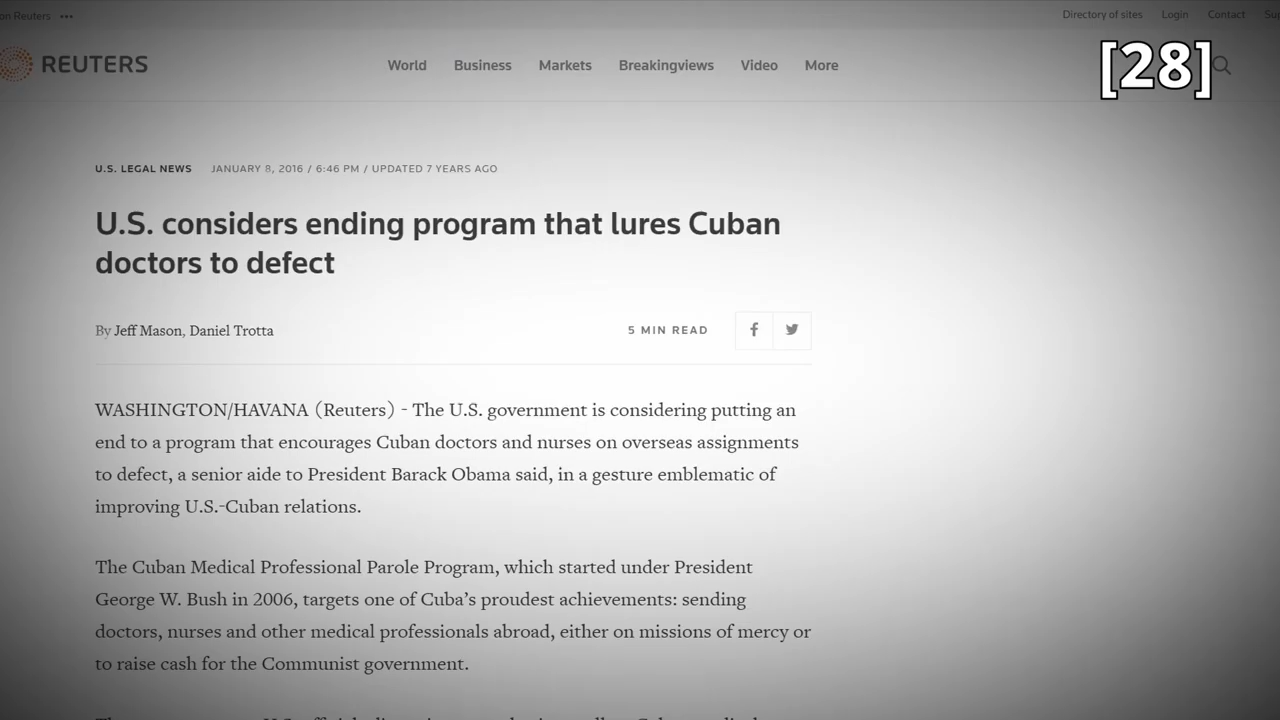 on Reuters •••
Directory of sites Login Contact
REUTERS
World Business Markets Breakingviews Video More
[28]
U.S. LEGAL NEWS JANUARY 8, 2016 / 6:46 PM / UPDATED 7 YEARS AGO
U.S. considers ending program that lures Cuban
doctors to defect
By Jeff Mason, Daniel Trotta
5 MIN READ
WASHINGTON/HAVANA (Reuters) - The U.S. government is considering putting an
end to a program that encourages Cuban doctors and nurses on overseas assignments
to defect, a senior aide to President Barack Obama said, in a gesture emblematic of
improving U.S.-Cuban relations.
The Cuban Medical Professional Parole Program, which started under President
George W. Bush in 2006, targets one of Cuba’s proudest achievements: sending
doctors, nurses and other medical professionals abroad, either on missions of mercy or
to raise cash for the Communist government.